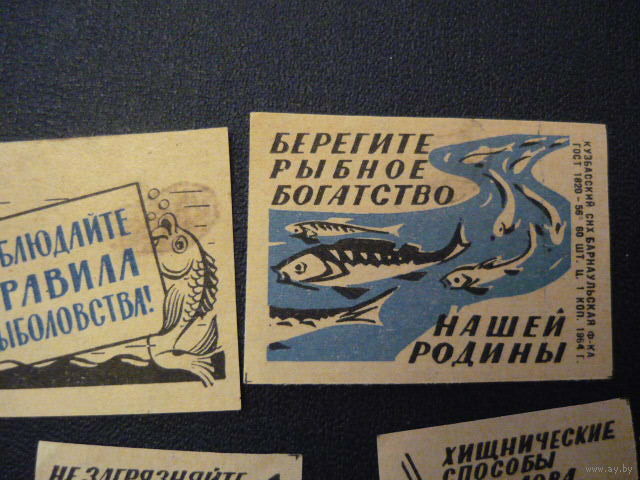 БЕРЕГИТЕ
РЫБНОЕ
БОГАТСТВО
НАШЕЙ
РОДИНЫ
КУЗБАССКИЙ СНХ. БАРНАУЛЬСКАЯ Ф-КА
ГОСТ 1820-56 60 ШТ. Ц. 1 КОП. 1964 Г.
БЛЮДАЙТЕ
РАВИЛА
ЫБОЛОВСТВА!
НЕ ЗАГРЯЗНЯЙТЕ
ХИЩНИЧЕСКИЕ
СПОСОБЫ
ЛОВА
www.ay.by